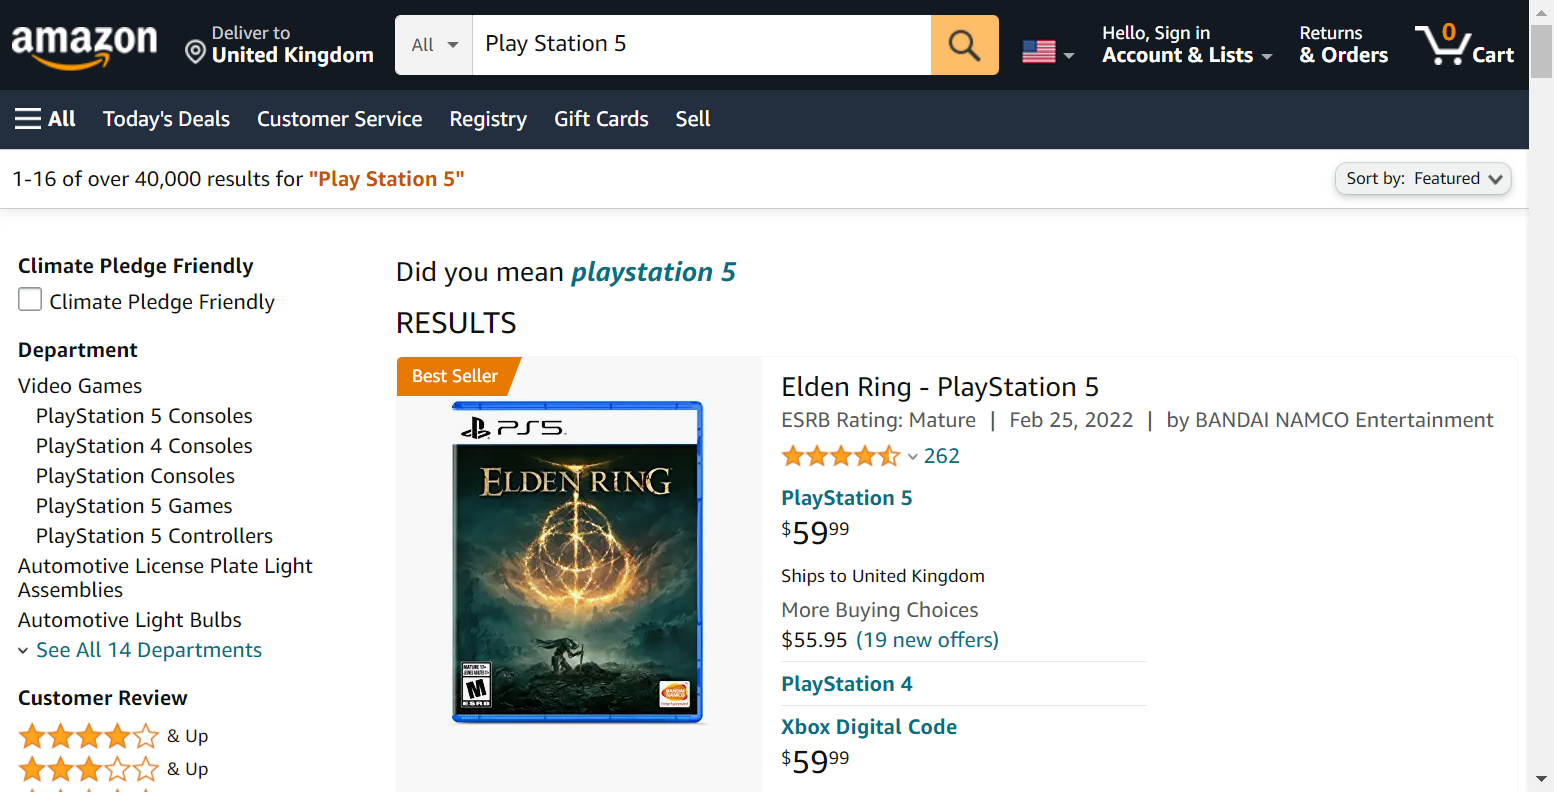 amazon
Deliver to
United Kingdom
All
Play Station 5
Hello, Sign in
Account & Lists
Returns
& Orders
0
Cart
All
Today's Deals
Customer Service
Registry
Gift Cards
Sell
1-16 of over 40,000 results for "Play Station 5"
Sort by: Featured
Climate Pledge Friendly
Climate Pledge Friendly
Department
Video Games
PlayStation 5 Consoles
PlayStation 4 Consoles
PlayStation Consoles
PlayStation 5 Games
PlayStation 5 Controllers
Automotive License Plate Light
Assemblies
Automotive Light Bulbs
See All 14 Departments
Customer Review
& Up
& Up
Did you mean playstation 5
RESULTS
Best Seller
PS5
ELDEN RING
MATURE 17+
M
ESRB
BANDAI
NAMCO
Elden Ring - PlayStation 5
ESRB Rating: Mature | Feb 25, 2022 | by BANDAI NAMCO Entertainment
262
PlayStation 5
$5999
Ships to United Kingdom
More Buying Choices
$55.95 (19 new offers)
PlayStation 4
Xbox Digital Code
$5999